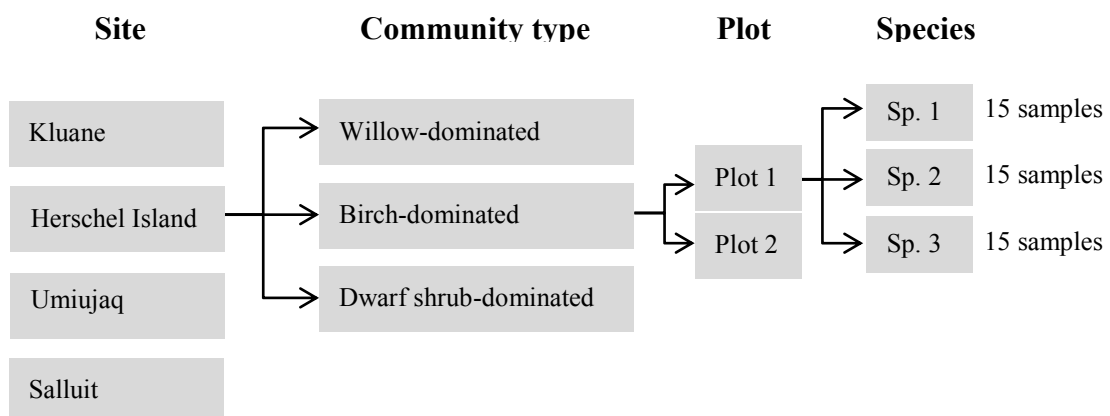 Site
Community type
Plot
Species
Kluane
Herschel Island
Umiujaq
Salluit
Willow-dominated
Birch-dominated
Dwarf shrub-dominated
Plot 1
Plot 2
Sp. 1 15 samples
Sp. 2 15 samples
Sp. 3 15 samples